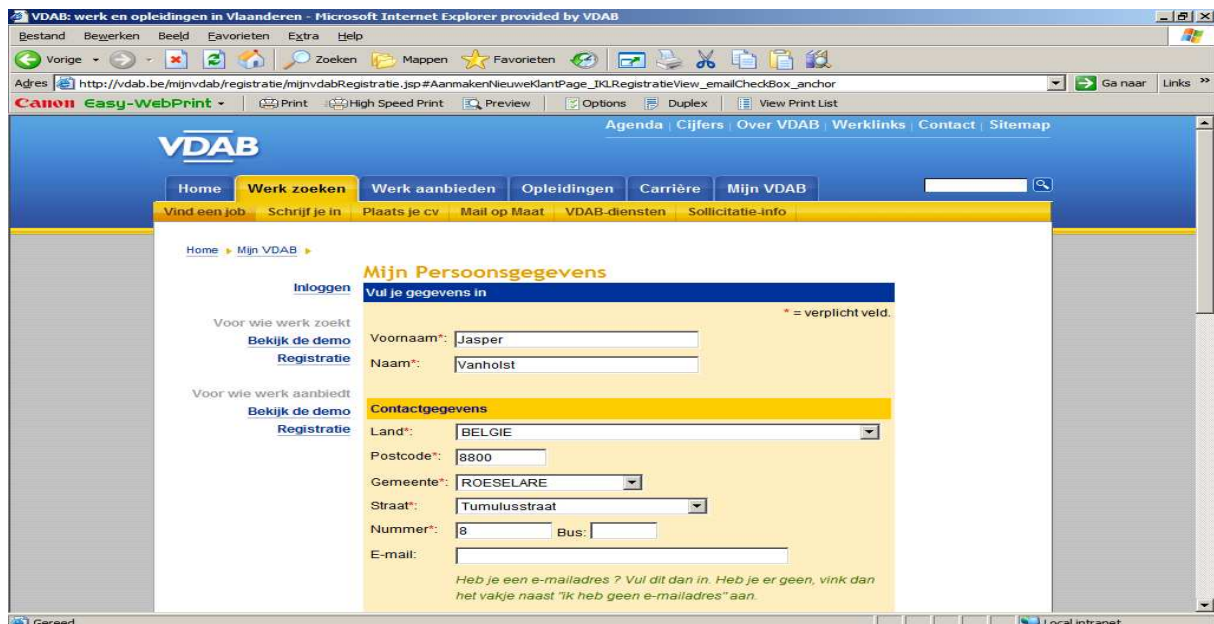 VDAB: werk en opleidingen in Vlaanderen - Microsoft Internet Explorer provided by VDAB
Bestand Bewerken Beeld Favorieten Extra Help
Vorige Zoeken Mappen Favorieten
Adres http://vdab.be/mijnvdab/registratie/mijnvdabRegistratie.jsp#AanmakenNieuweKlantPage_IKLRegistratieView_emailCheckBox_anchor Ga naar Links »
Canon Easy-WebPrint Print High Speed Print Preview Options Duplex View Print List
Agenda | Cijfers | Over VDAB | Werklinks | Contact | Sitemap
VDAB
Home Werk zoeken Werk aanbieden Opleidingen Carrière Mijn VDAB
Vind een job Schrijf je in Plaats je cv Mail op Maat VDAB-diensten Sollicitatie-info
Home Mijn VDAB
Mijn Persoonsgegevens
Inloggen
Vul je gegevens in
* = verplicht veld.
Voor wie werk zoekt
Bekijk de demo
Registratie
Voor wie werk aanbiedt
Bekijk de demo
Registratie
Voornaam*: Jasper
Naam*: Vanholst
Contactgegevens
Land*: BELGIE
Postcode*: 8800
Gemeente*: ROESELARE
Straat*: Tumulusstraat
Nummer*: 8 Bus:
E-mail:
Heb je een e-mailadres ? Vul dit dan in. Heb je er geen, vink dan
het vakje naast "ik heb geen e-mailadres" aan.
Gereed Local intranet